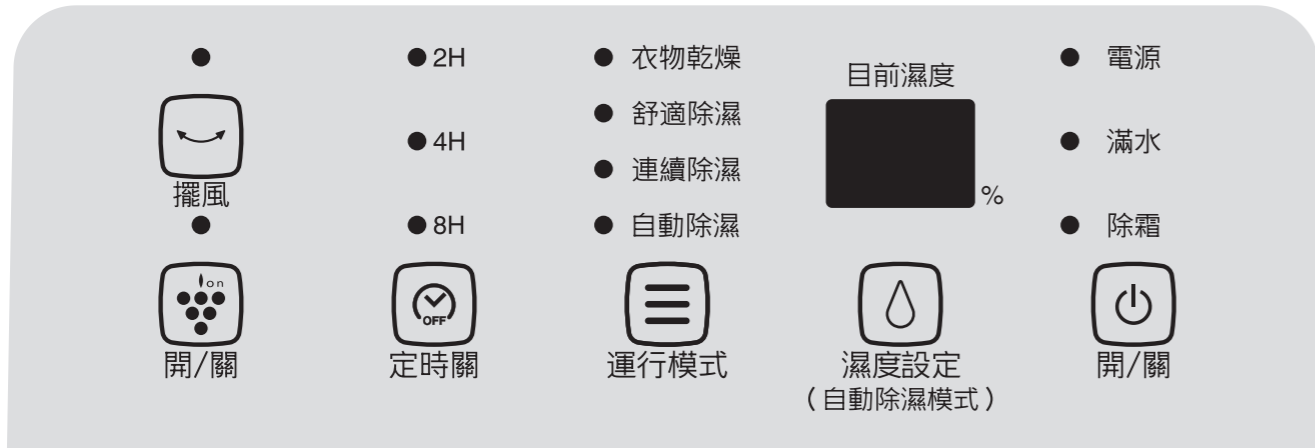 2H
衣物乾燥
目前濕度
電源
舒適除濕
4H
滿水
連續除濕
擺風
%
8H
自動除濕
除霜
ion
OFF
開/關
定時關
運行模式
濕度設定
開/關
(自動除濕模式)